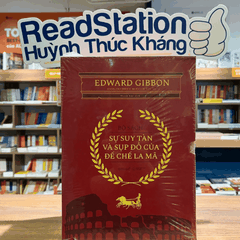 ReadStation
Huỳnh Thúc Kháng
EDWARD GIBBON
SỰ SUY TÀN
VÀ SỤP ĐỔ CỦA
ĐẾ CHẾ LA MÃ